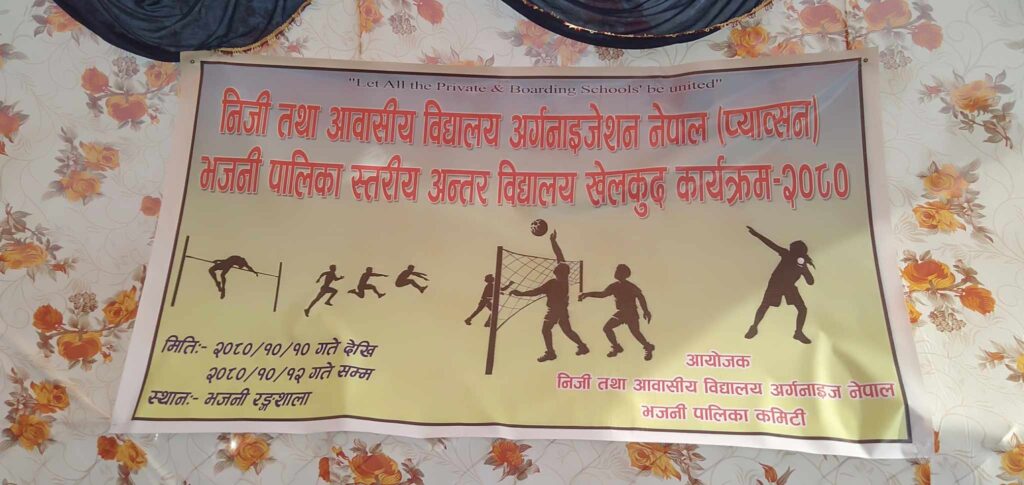 "Let All the Private & Boarding Schools' be united"
निजी तथा आवासीय विद्यालय अर्गनाइजेशन नेपाल (प्याब्सन)
भजनी पालिका स्तरीय अन्तर विद्यालय खेलकुद कार्यक्रम-२०८०
मितिः- २०८०/१०/१० गते देखि
२०८०/१०/१२ गते सम्म
स्थानः- भजनी रङ्गशाला
आयोजक
निजी तथा आवासीय विद्यालय अर्गनाइज नेपाल
भजनी पालिका कमिटी